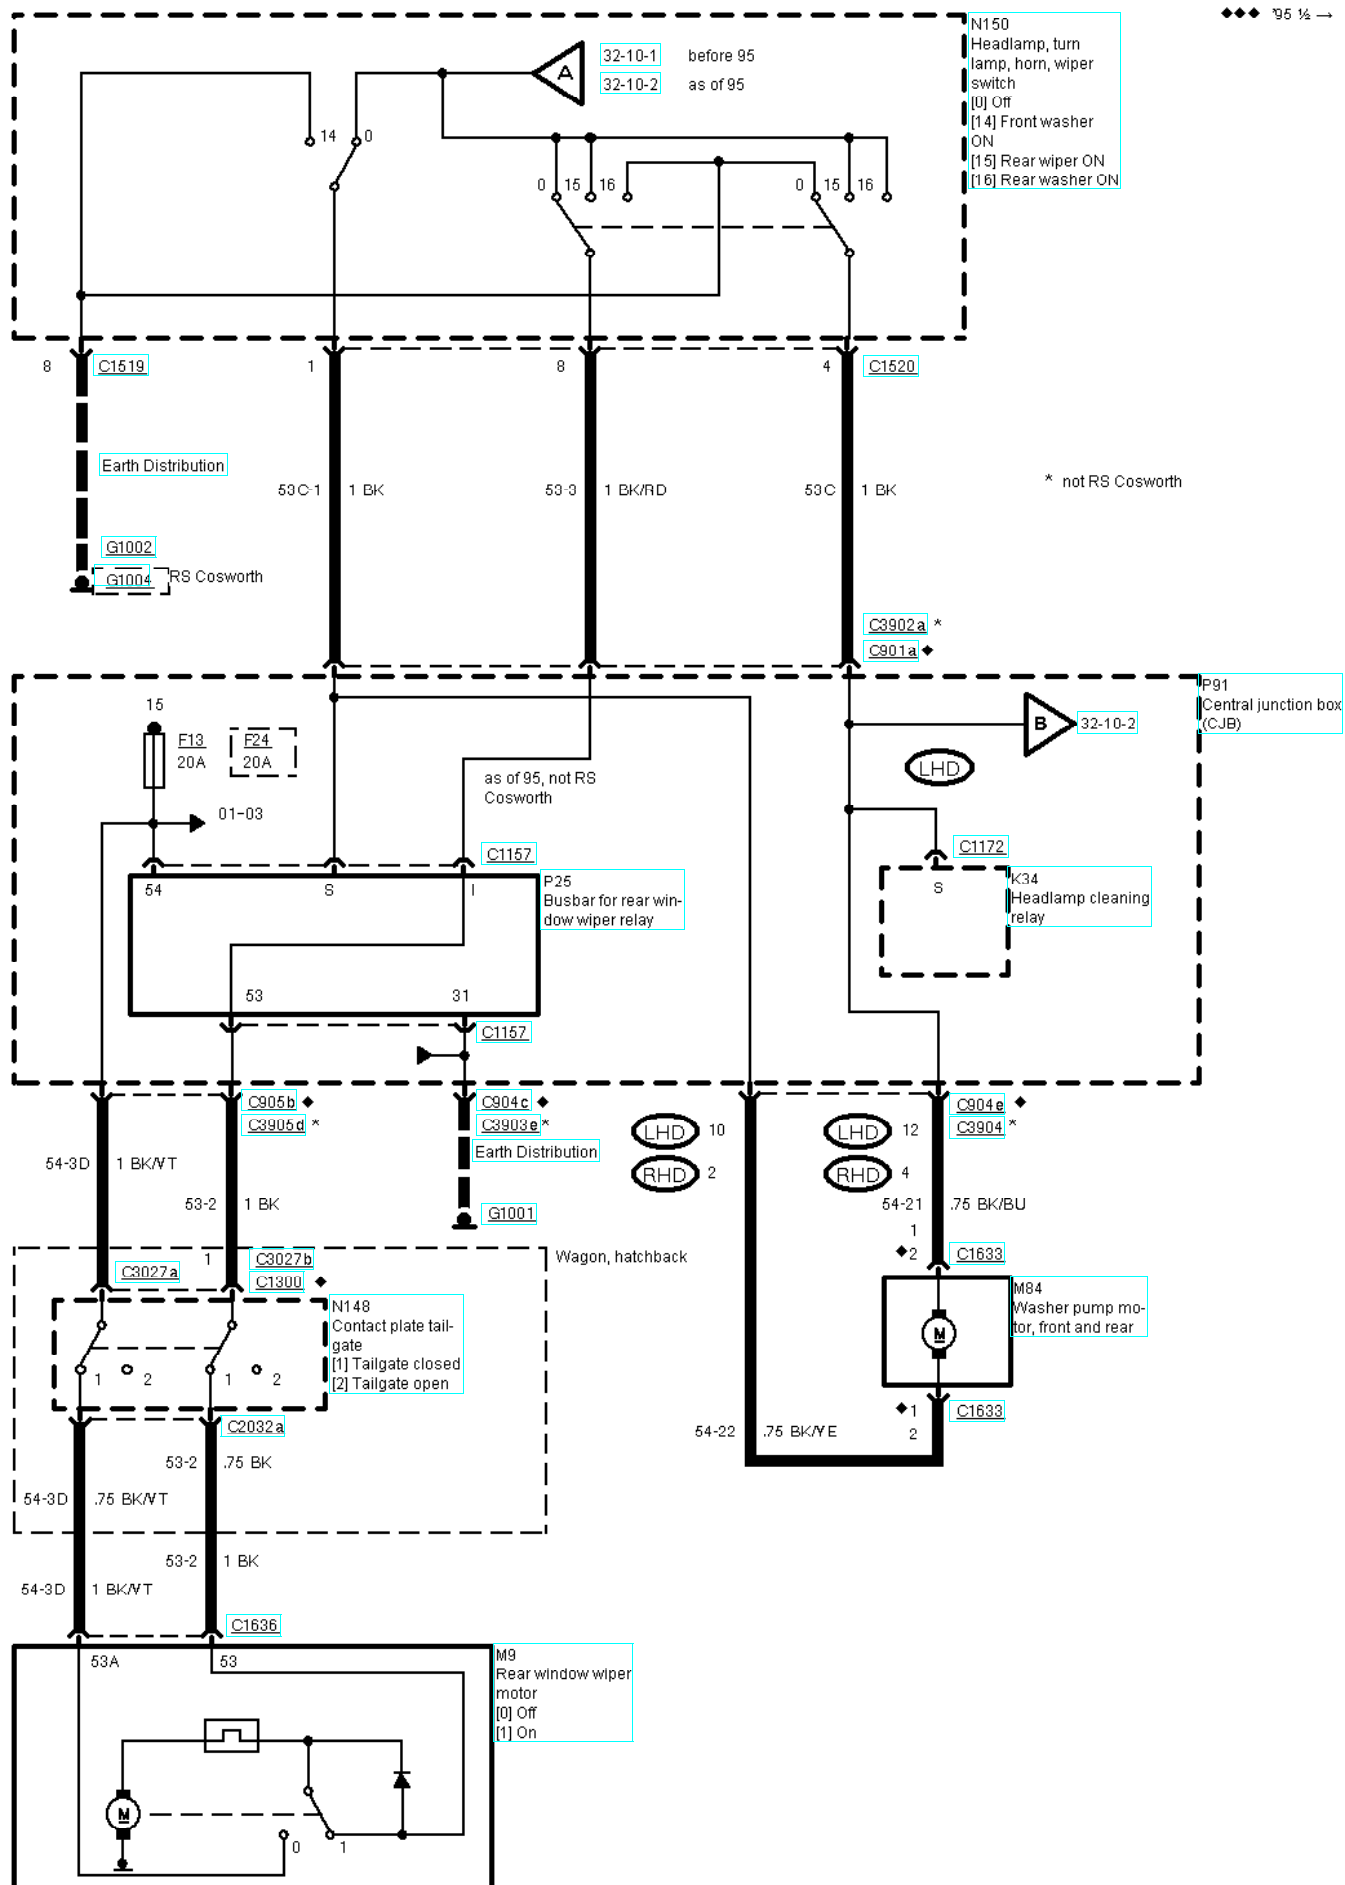 ◆◆◆ '95 ½ →
N150
Headlamp, turn
lamp, horn, wiper
switch
[0] Off
[14] Front washer
ON
[15] Rear wiper ON
[16] Rear washer ON
A
32-10-1 before 95
32-10-2 as of 95
14 0
0 15 16 0 15 16
8 C1519 1 8 4 C1520
Earth Distribution
53C-1 1 BK 53-3 1 BK/RD 53C 1 BK
* not RS Cosworth
G1002
G1004 RS Cosworth
C3902a *
C901a ◆
P91
Central junction box
(CJB)
15
F13 F24
20A 20A
B 32-10-2
LHD
as of 95, not RS
Cosworth
01-03
C1157
C1172
54 S I
P25
Busbar for rear win-
dow wiper relay
S
K34
Headlamp cleaning
relay
53 31
C1157
C905b ◆ C904c ◆ C904e ◆
C3905d * C3903e * C3904 *
LHD 10 LHD 12
RHD 2 RHD 4
Earth Distribution
54-3D 1 BK/VT
53-2 1 BK
G1001
54-21 .75 BK/BU
1
◆2 C1633
Wagon, hatchback
1 C3027b
C3027a C1300 ◆
N148
Contact plate tail-
gate
[1] Tailgate closed
[2] Tailgate open
1 2 1 2
M84
Washer pump mo-
tor, front and rear
M
C2032a
◆1 C1633
2
54-22 .75 BK/YE
53-2 .75 BK
54-3D .75 BK/VT
53-2 1 BK
54-3D 1 BK/VT
C1636
53A 53
M9
Rear window wiper
motor
[0] Off
[1] On
M
0 1